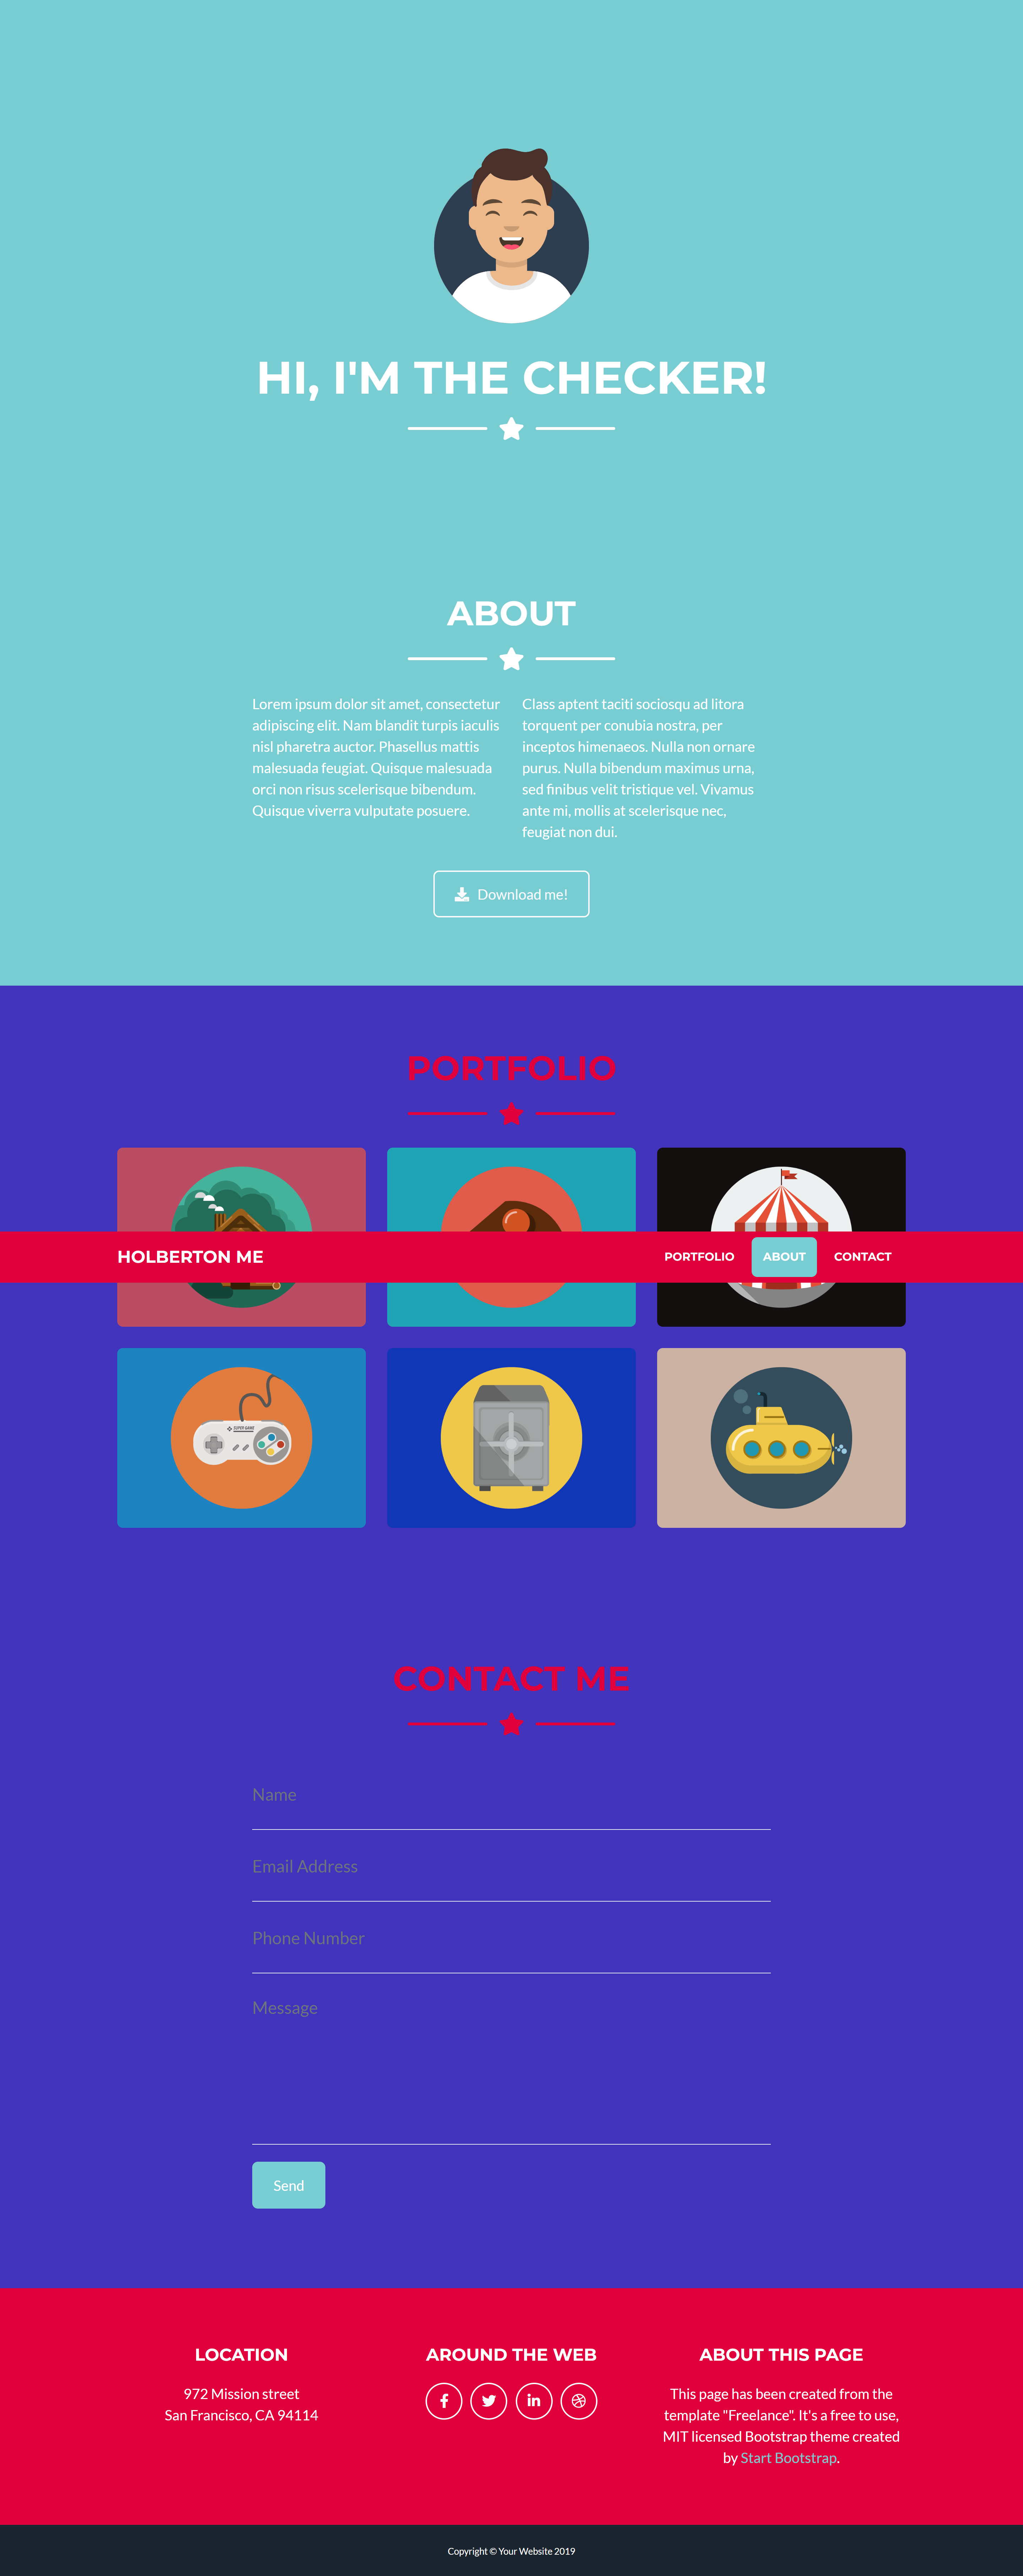 HI, I'M THE CHECKER!
ABOUT
Lorem ipsum dolor sit amet, consectetur
adipiscing elit. Nam blandit turpis iaculis
nisl pharetra auctor. Phasellus mattis
malesuada feugiat. Quisque malesuada
orci non risus scelerisque bibendum.
Quisque viverra vulputate posuere.
Class aptent taciti sociosqu ad litora
torquent per conubia nostra, per
inceptos himenaeos. Nulla non ornare
purus. Nulla bibendum maximus urna,
sed finibus velit tristique vel. Vivamus
ante mi, mollis at scelerisque nec,
feugiat non dui.
Download me!
PORTFOLIO
HOLBERTON ME
PORTFOLIO
ABOUT
CONTACT
SUPER GAME
CONTACT ME
Name
Email Address
Phone Number
Message
Send
LOCATION
972 Mission street
San Francisco, CA 94114
AROUND THE WEB
ABOUT THIS PAGE
This page has been created from the
template "Freelance". It's a free to use,
MIT licensed Bootstrap theme created
by Start Bootstrap.
Copyright © Your Website 2019